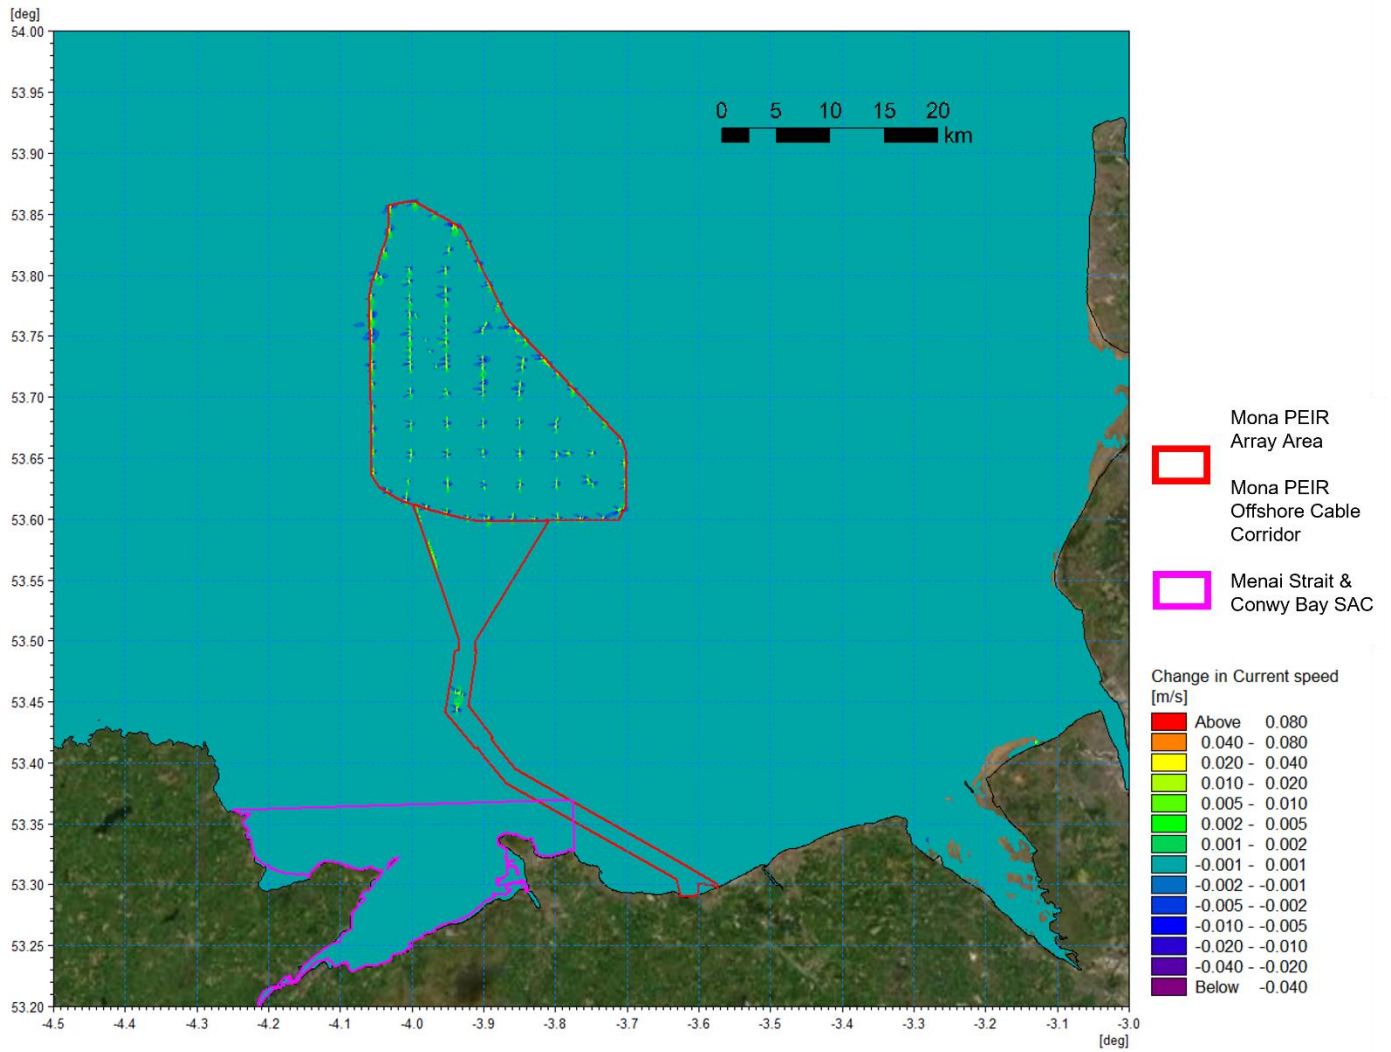 [deg]
54.00
53.95
53.90
53.85
53.80
53.75
53.70
53.65
53.60
53.55
53.50
53.45
53.40
53.35
53.30
53.25
53.20
-4.5 -4.4 -4.3 -4.2 -4.1 -4.0 -3.9 -3.8 -3.7 -3.6 -3.5 -3.4 -3.3 -3.2 -3.1 -3.0
[deg]
0 5 10 15 20
km
Mona PEIR
Array Area
Mona PEIR
Offshore Cable
Corridor
Menai Strait &
Conwy Bay SAC
Change in Current speed
[m/s]
Above 0.080
0.040 - 0.080
0.020 - 0.040
0.010 - 0.020
0.005 - 0.010
0.002 - 0.005
0.001 - 0.002
-0.001 - 0.001
-0.002 - -0.001
-0.005 - -0.002
-0.010 - -0.005
-0.020 - -0.010
-0.040 - -0.020
Below -0.040